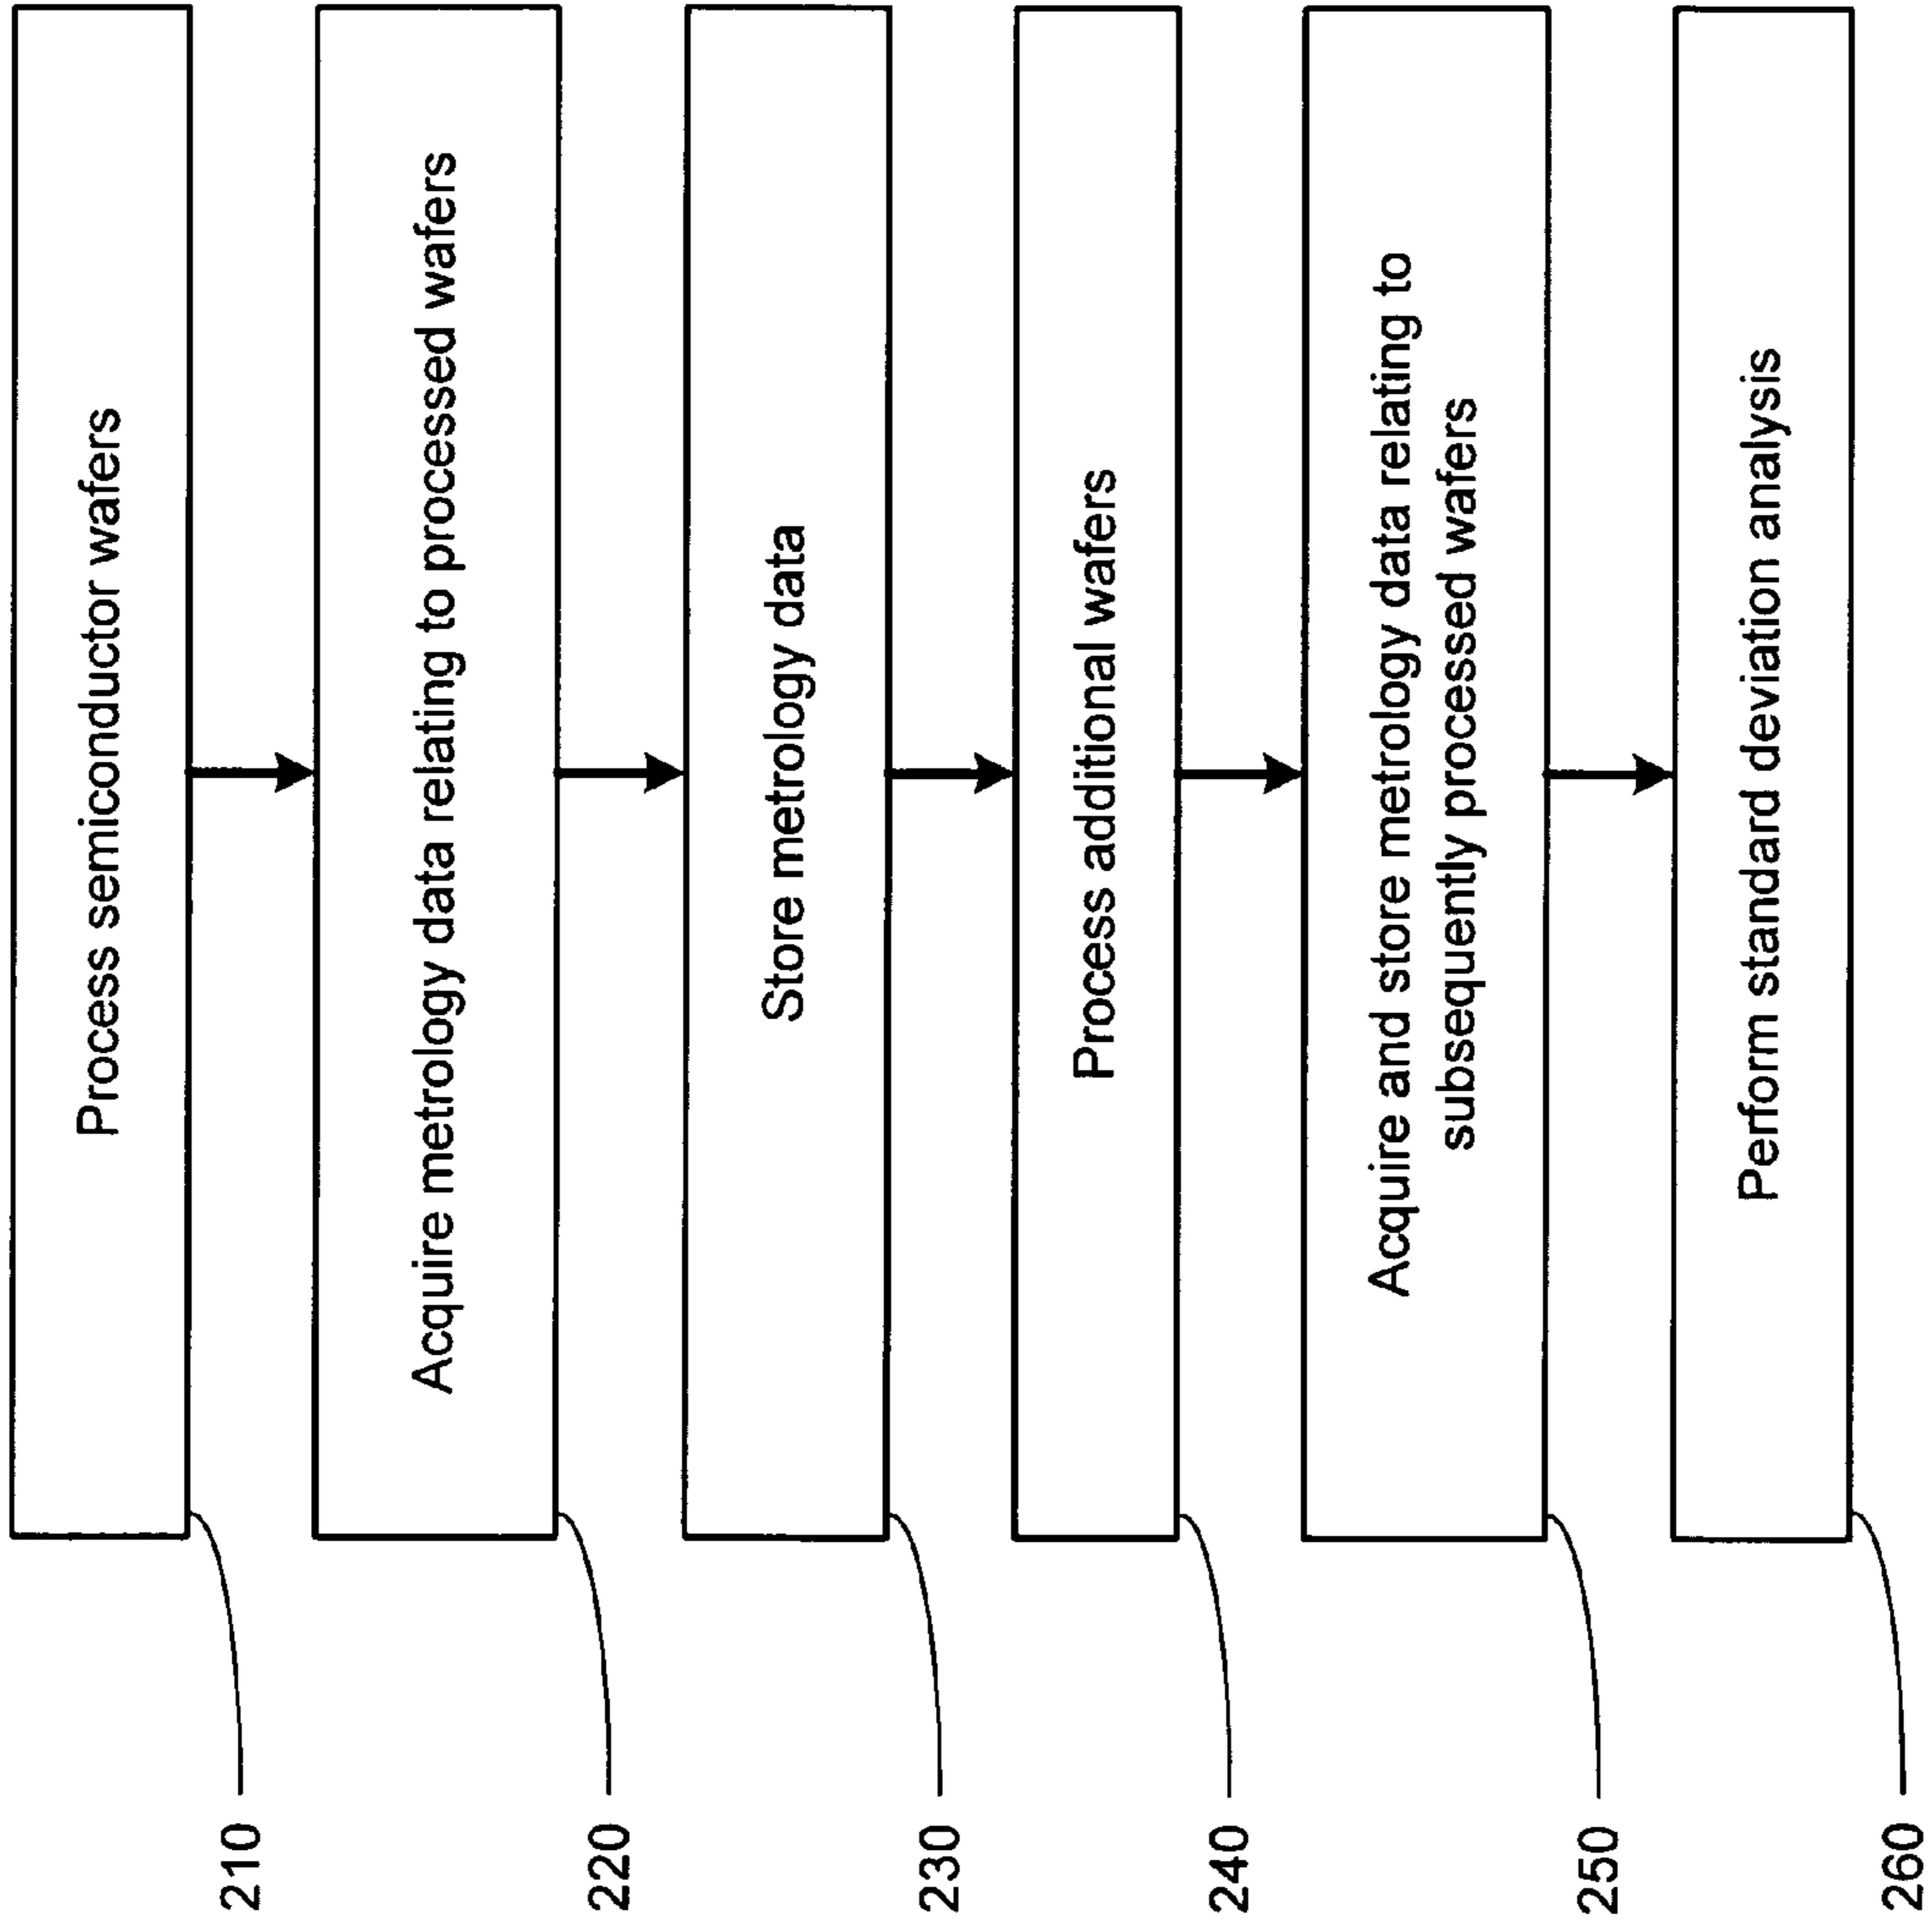 Process semiconductor wafers
210
Acquire metrology data relating to processed wafers
220
Store metrology data
230
Process additional wafers
240
Acquire and store metrology data relating to
subsequently processed wafers
250
Perform standard deviation analysis
260